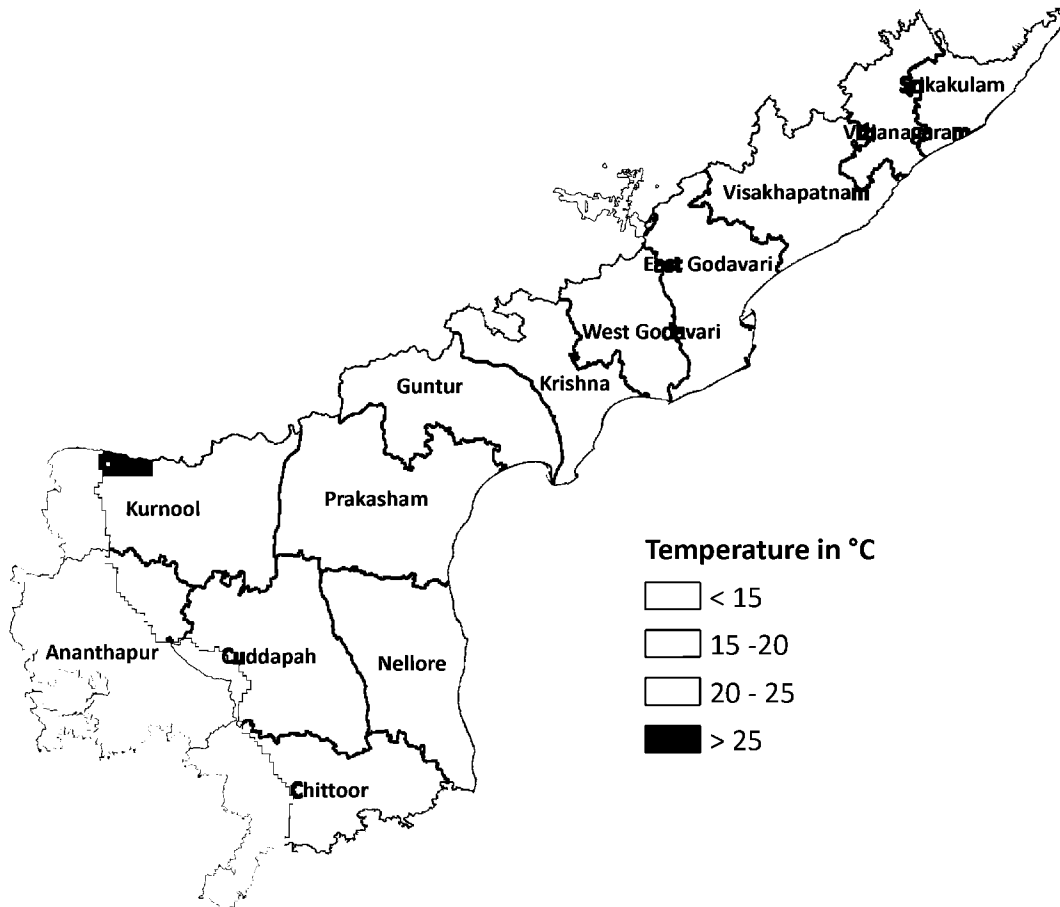 Srikakulam
Vizianagaram
Visakhapatnam
East Godavari
West Godavari
Guntur
Krishna
Prakasham
Kurnool
Temperature in °C
< 15
15 -20
20 - 25
> 25
Ananthapur
Cuddapah
Nellore
Chittoor